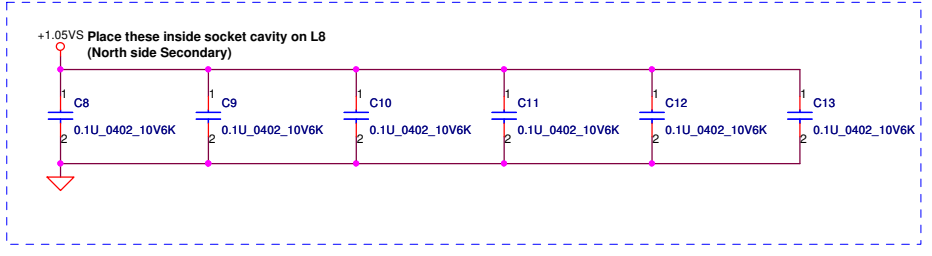 +1.05VS Place these inside socket cavity on L8
(North side Secondary)
1 1 1 1 1 1
C8 C9 C10 C11 C12 C13
0.1U_0402_10V6K 0.1U_0402_10V6K 0.1U_0402_10V6K 0.1U_0402_10V6K 0.1U_0402_10V6K 0.1U_0402_10V6K
2 2 2 2 2 2